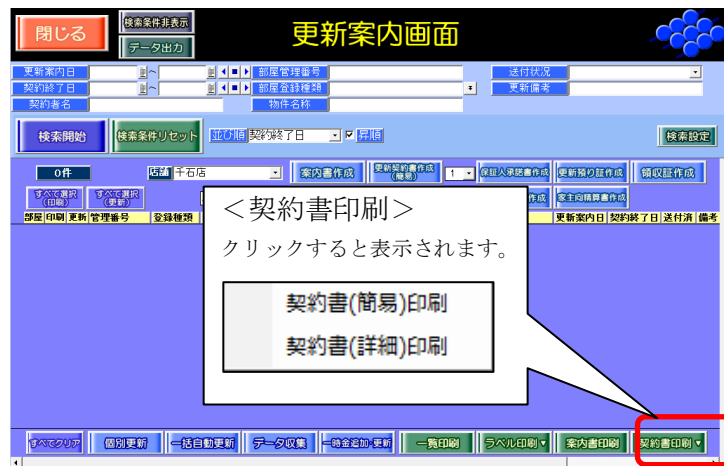 閉じる
検索条件非表示
データ出力
更新案内画面
更新案内日 ～ 部屋管理番号 送付状況
契約終了日 ～ 部屋登録種類 更新備考
契約者名 物件名称
検索開始 検索条件リセット 並び順 契約終了日 昇順 検索設定
0件 店舗 千石店 案内書作成 更新契約書作成(簡易) 1 保証人承諾書作成 更新預り証作成 領収証作成
すべて選択(印刷) すべて選択(更新) 作成 家主向精算書作成
部屋 印刷 更新 管理番号 登録種類 更新案内日 契約終了日 送付済 備考
＜契約書印刷＞
クリックすると表示されます。
契約書(簡易)印刷
契約書(詳細)印刷
すべてクリア 個別更新 一括自動更新 データ収集 一時金追加・更新 一覧印刷 ラベル印刷▼ 案内書印刷 契約書印刷▼